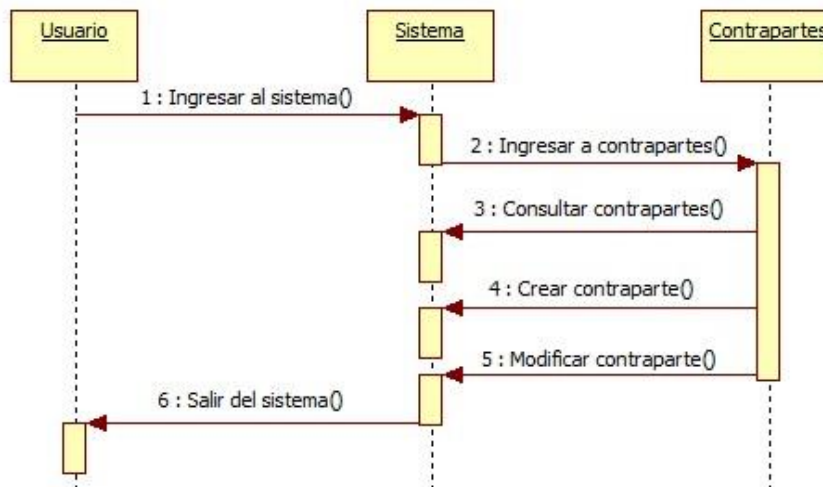 Usuario
Sistema
Contrapartes
1 : Ingresar al sistema()
2 : Ingresar a contrapartes()
3 : Consultar contrapartes()
4 : Crear contraparte()
5 : Modificar contraparte()
6 : Salir del sistema()